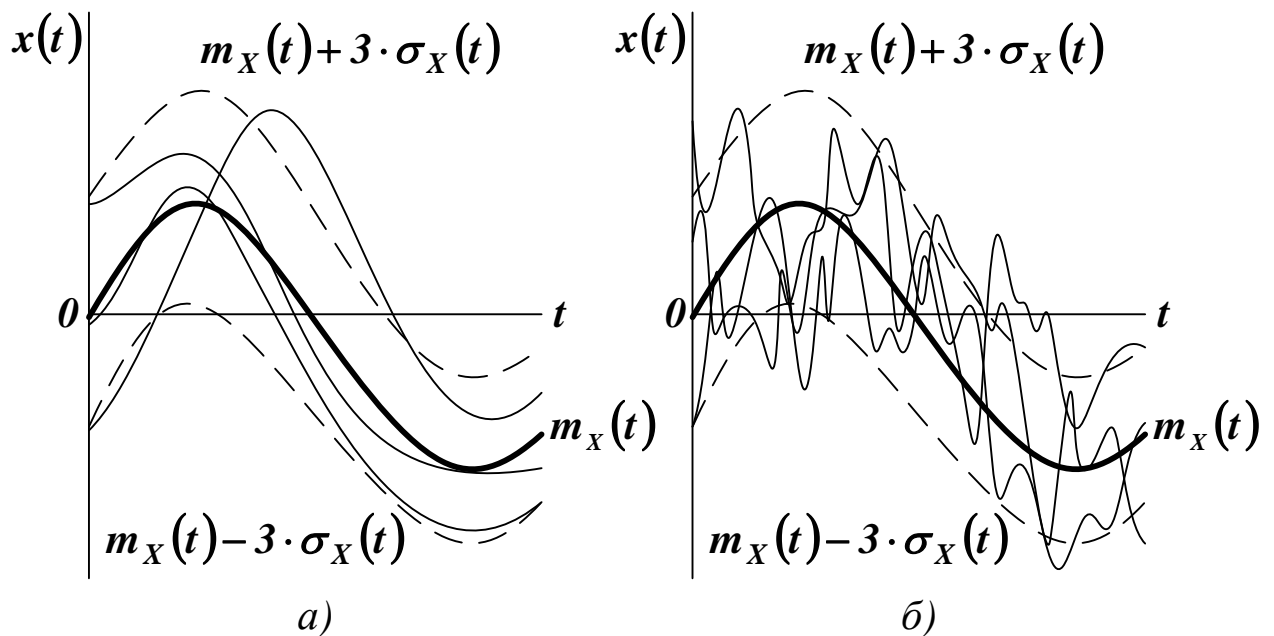 x(t)
m_X(t)+3·σ_X(t)
0
t
m_X(t)
m_X(t)−3·σ_X(t)
а)
x(t)
m_X(t)+3·σ_X(t)
0
t
m_X(t)
m_X(t)−3·σ_X(t)
б)